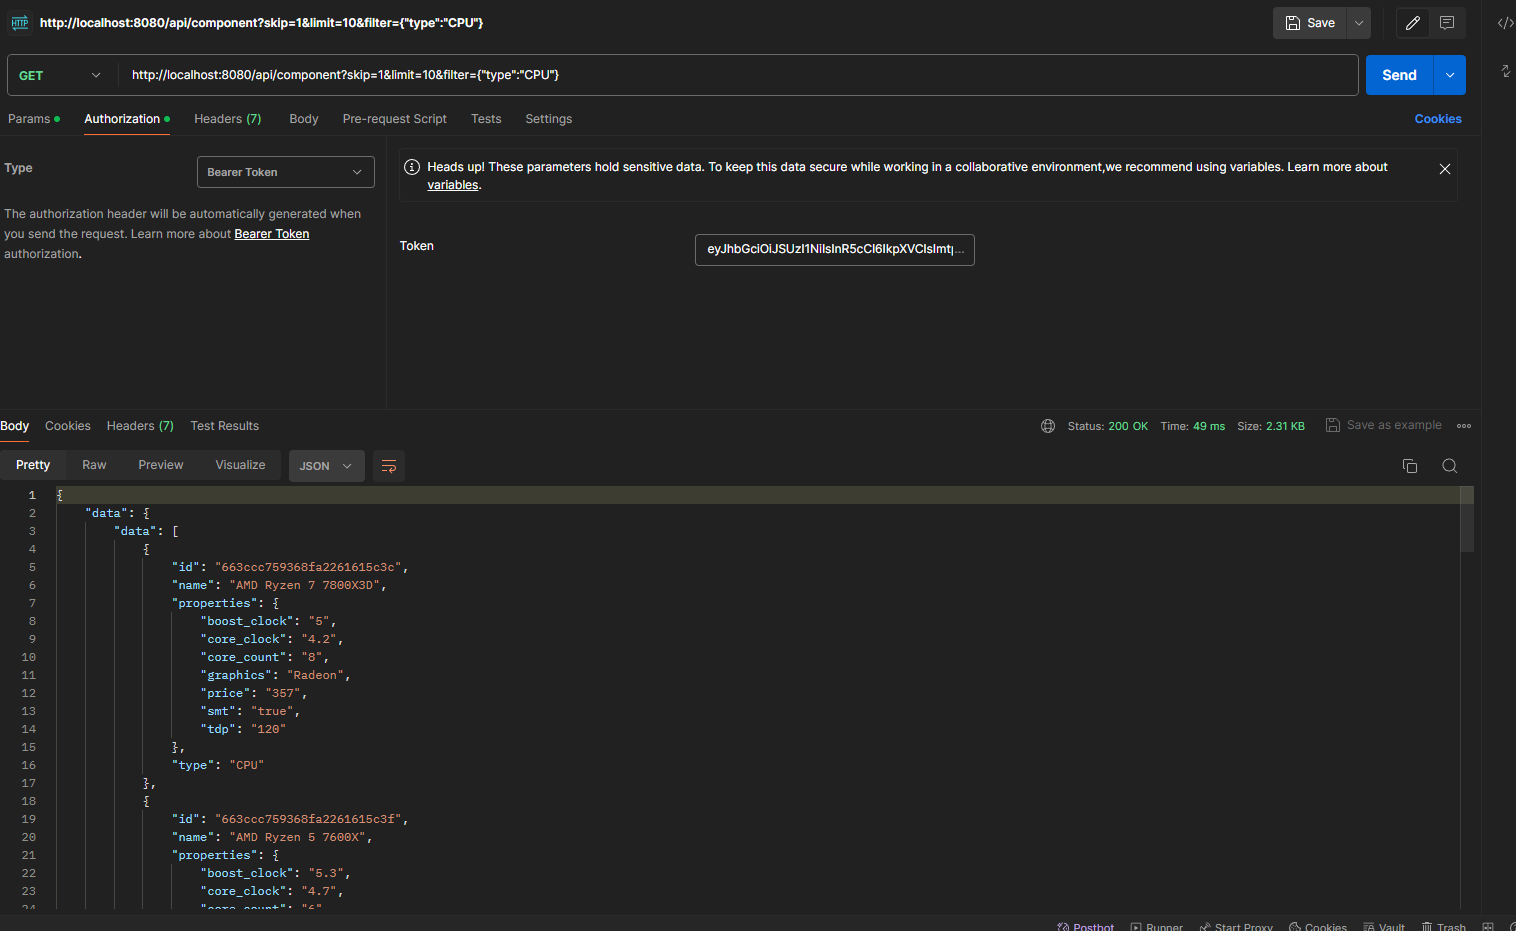 HTTP http://localhost:8080/api/component?skip=1&limit=10&filter={"type":"CPU"}
Save
GET http://localhost:8080/api/component?skip=1&limit=10&filter={"type":"CPU"}
Send
Params Authorization Headers (7) Body Pre-request Script Tests Settings Cookies
Type Bearer Token
The authorization header will be automatically generated when
you send the request. Learn more about Bearer Token
authorization.
Heads up! These parameters hold sensitive data. To keep this data secure while working in a collaborative environment,we recommend using variables. Learn more about
variables.
Token
Body Cookies Headers (7) Test Results Status: 200 OK Time: 49 ms Size: 2.31 KB Save as example
Pretty Raw Preview Visualize JSON
1 {
2 "data": {
3 "data": [
4 {
5 "id": "663ccc759368fa2261615c3c",
6 "name": "AMD Ryzen 7 7800X3D",
7 "properties": {
8 "boost_clock": "5",
9 "core_clock": "4.2",
10 "core_count": "8",
11 "graphics": "Radeon",
12 "price": "357",
13 "smt": "true",
14 "tdp": "120"
15 },
16 "type": "CPU"
17 },
18 {
19 "id": "663ccc759368fa2261615c3f",
20 "name": "AMD Ryzen 5 7600X",
21 "properties": {
22 "boost_clock": "5.3",
23 "core_clock": "4.7",
24 "core_count": "6"
Postbot Runner Start Proxy Cookies Vault Trash